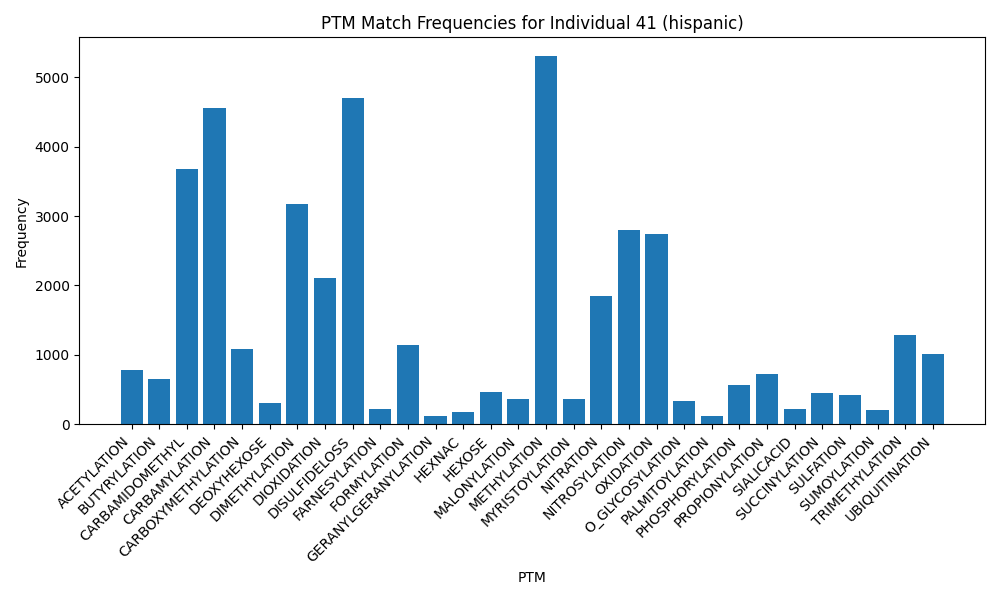 PTM Match Frequencies for Individual 41 (hispanic)
Frequency
5000
4000
3000
2000
1000
0
ACETYLATION
BUTYRYLATION
CARBAMIDOMETHYL
CARBAMYLATION
CARBOXYMETHYLATION
DEOXYHEXOSE
DIMETHYLATION
DIOXIDATION
DISULFIDELOSS
FARNESYLATION
FORMYLATION
GERANYLGERANYLATION
HEXNAC
HEXOSE
MALONYLATION
METHYLATION
MYRISTOYLATION
NITRATION
NITROSYLATION
OXIDATION
O_GLYCOSYLATION
PALMITOYLATION
PHOSPHORYLATION
PROPIONYLATION
SIALICACID
SUCCINYLATION
SULFATION
SUMOYLATION
TRIMETHYLATION
UBIQUITINATION
PTM